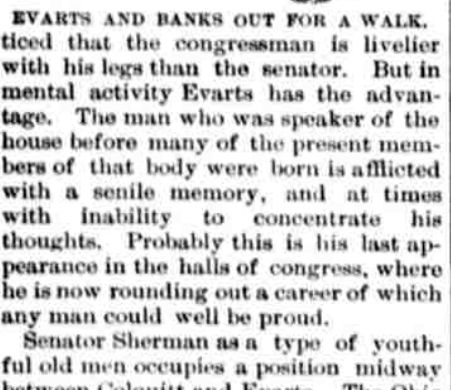 EVARTS AND BANKS OUT FOR A WALK.
ticed that the congressman is livelier
with his legs than the senator. But in
mental activity Evarts has the advan-
tage. The man who was speaker of the
house before many of the present mem-
bers of that body were born is afflicted
with a senile memory, and at times
with inability to concentrate his
thoughts. Probably this is his last ap-
pearance in the halls of congress, where
he is now rounding out a career of which
any man could well be proud.
Senator Sherman as a type of youth-
ful old men occupies a position midway
between Colquitt and Evarts. The